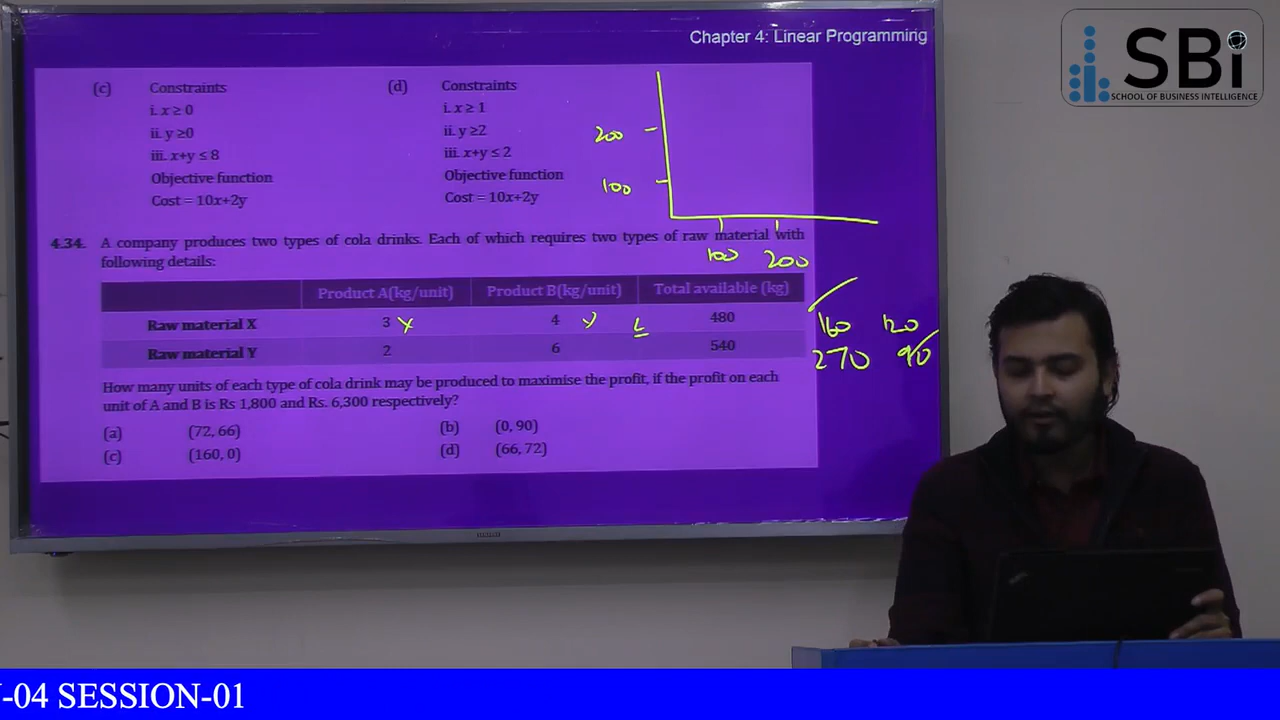 Chapter 4: Linear Programming
SBi
SCHOOL OF BUSINESS INTELLIGENCE
(c) Constraints (d) Constraints
i. x ≥ 0 i. x ≥ 1
ii. y ≥0 ii. y ≥2
iii. x+y ≤ 8 iii. x+y ≤ 2
Objective function Objective function
Cost = 10x+2y Cost = 10x+2y
200
100
100 200
4.34. A company produces two types of cola drinks. Each of which requires two types of raw material with
following details:
Product A(kg/unit) Product B(kg/unit) Total available (kg)
Raw material X 3 x 4 y ≤ 480 160 120
Raw material Y 2 6 540 270 90
How many units of each type of cola drink may be produced to maximise the profit, if the profit on each
unit of A and B is Rs 1,800 and Rs. 6,300 respectively?
(a) (72, 66) (b) (0, 90)
(c) (160, 0) (d) (66, 72)
-04 SESSION-01